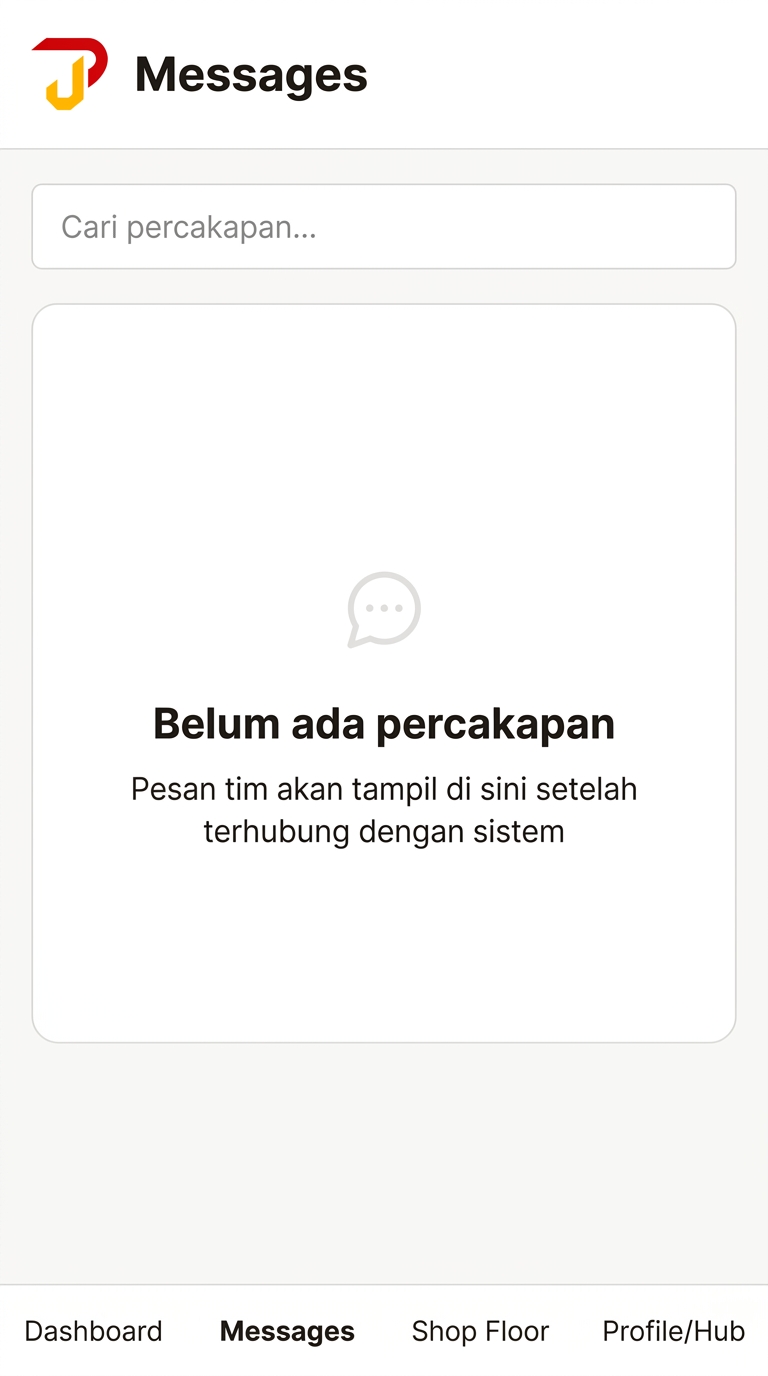 Messages
Cari percakapan...
Belum ada percakapan
Pesan tim akan tampil di sini setelah
terhubung dengan sistem
Dashboard
Messages
Shop Floor
Profile/Hub